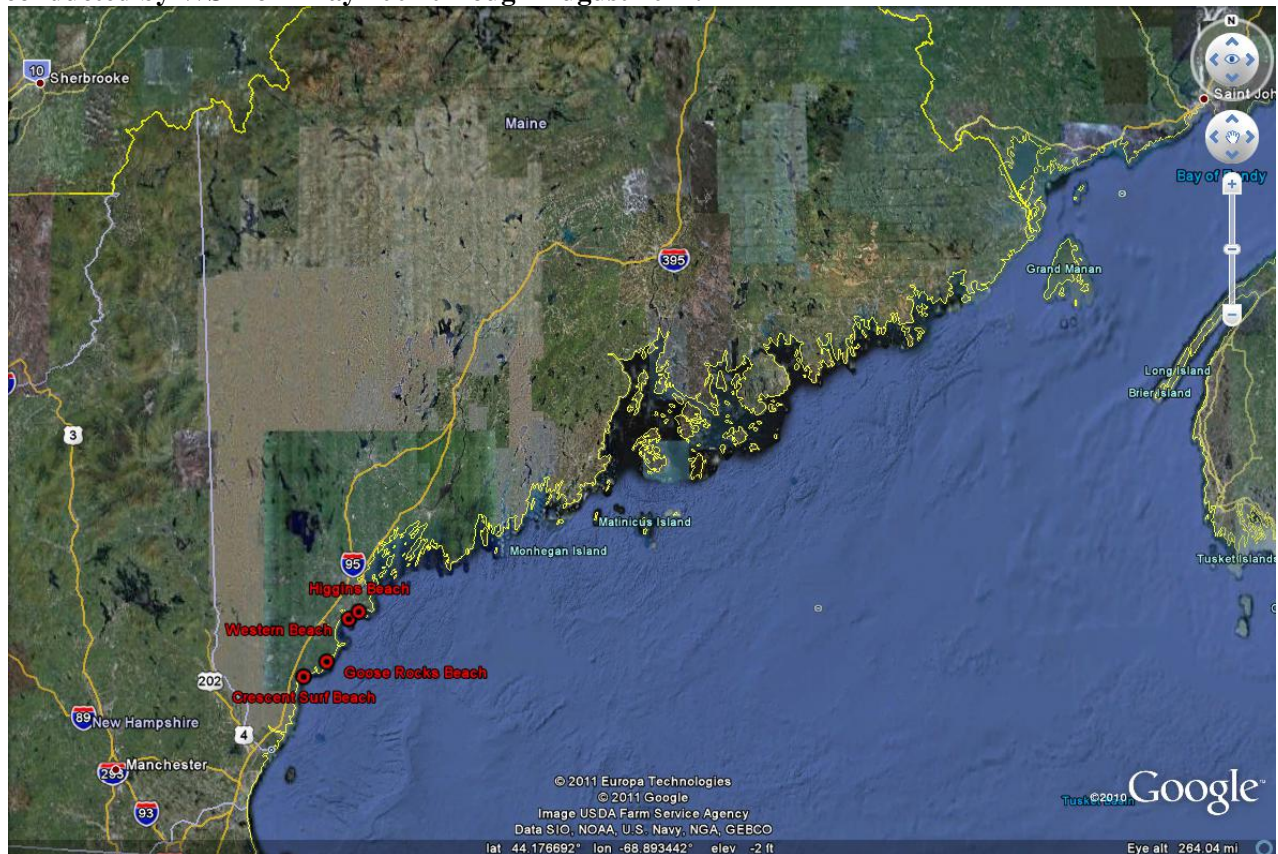 10
Sherbrooke
N
Saint Joh
Maine
Bay of Fundy
395
Grand Manan
Long Island
Brier Island
3
Matinicus Island
Monhegan Island
Tusket Islands
95
Higgins Beach
Western Beach
Goose Rocks Beach
202
Crescent Surf Beach
89
New Hampshire
4
293
Manchester
93
© 2011 Europa Technologies
© 2011 Google
Image USDA Farm Service Agency
Data SIO, NOAA, U.S. Navy, NGA, GEBCO
©2010 Google™
lat 44.176692° lon -68.893442° elev -2 ft
Eye alt 264.04 mi